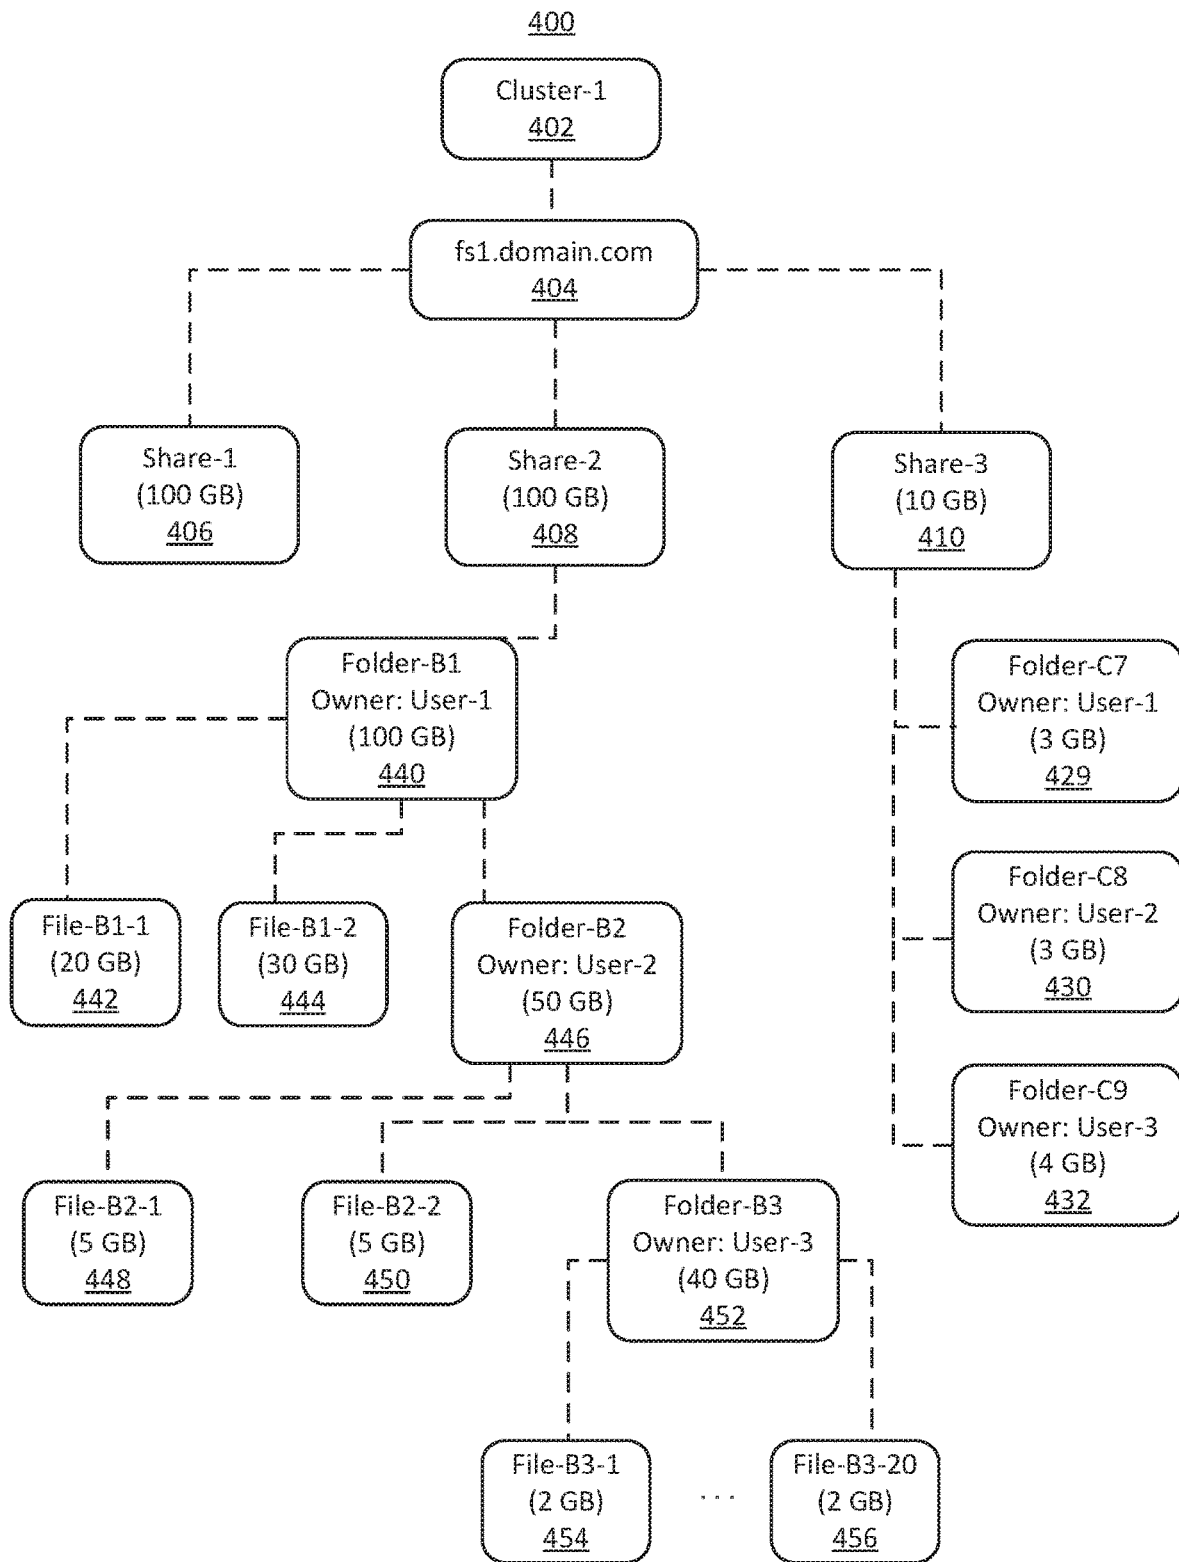 400
Cluster-1
402
fs1.domain.com
404
Share-1
(100 GB)
406
Share-2
(100 GB)
408
Share-3
(10 GB)
410
Folder-B1
Owner: User-1
(100 GB)
440
Folder-C7
Owner: User-1
(3 GB)
429
File-B1-1
(20 GB)
442
File-B1-2
(30 GB)
444
Folder-B2
Owner: User-2
(50 GB)
446
Folder-C8
Owner: User-2
(3 GB)
430
Folder-C9
Owner: User-3
(4 GB)
432
File-B2-1
(5 GB)
448
File-B2-2
(5 GB)
450
Folder-B3
Owner: User-3
(40 GB)
452
File-B3-1
(2 GB)
454
...
File-B3-20
(2 GB)
456